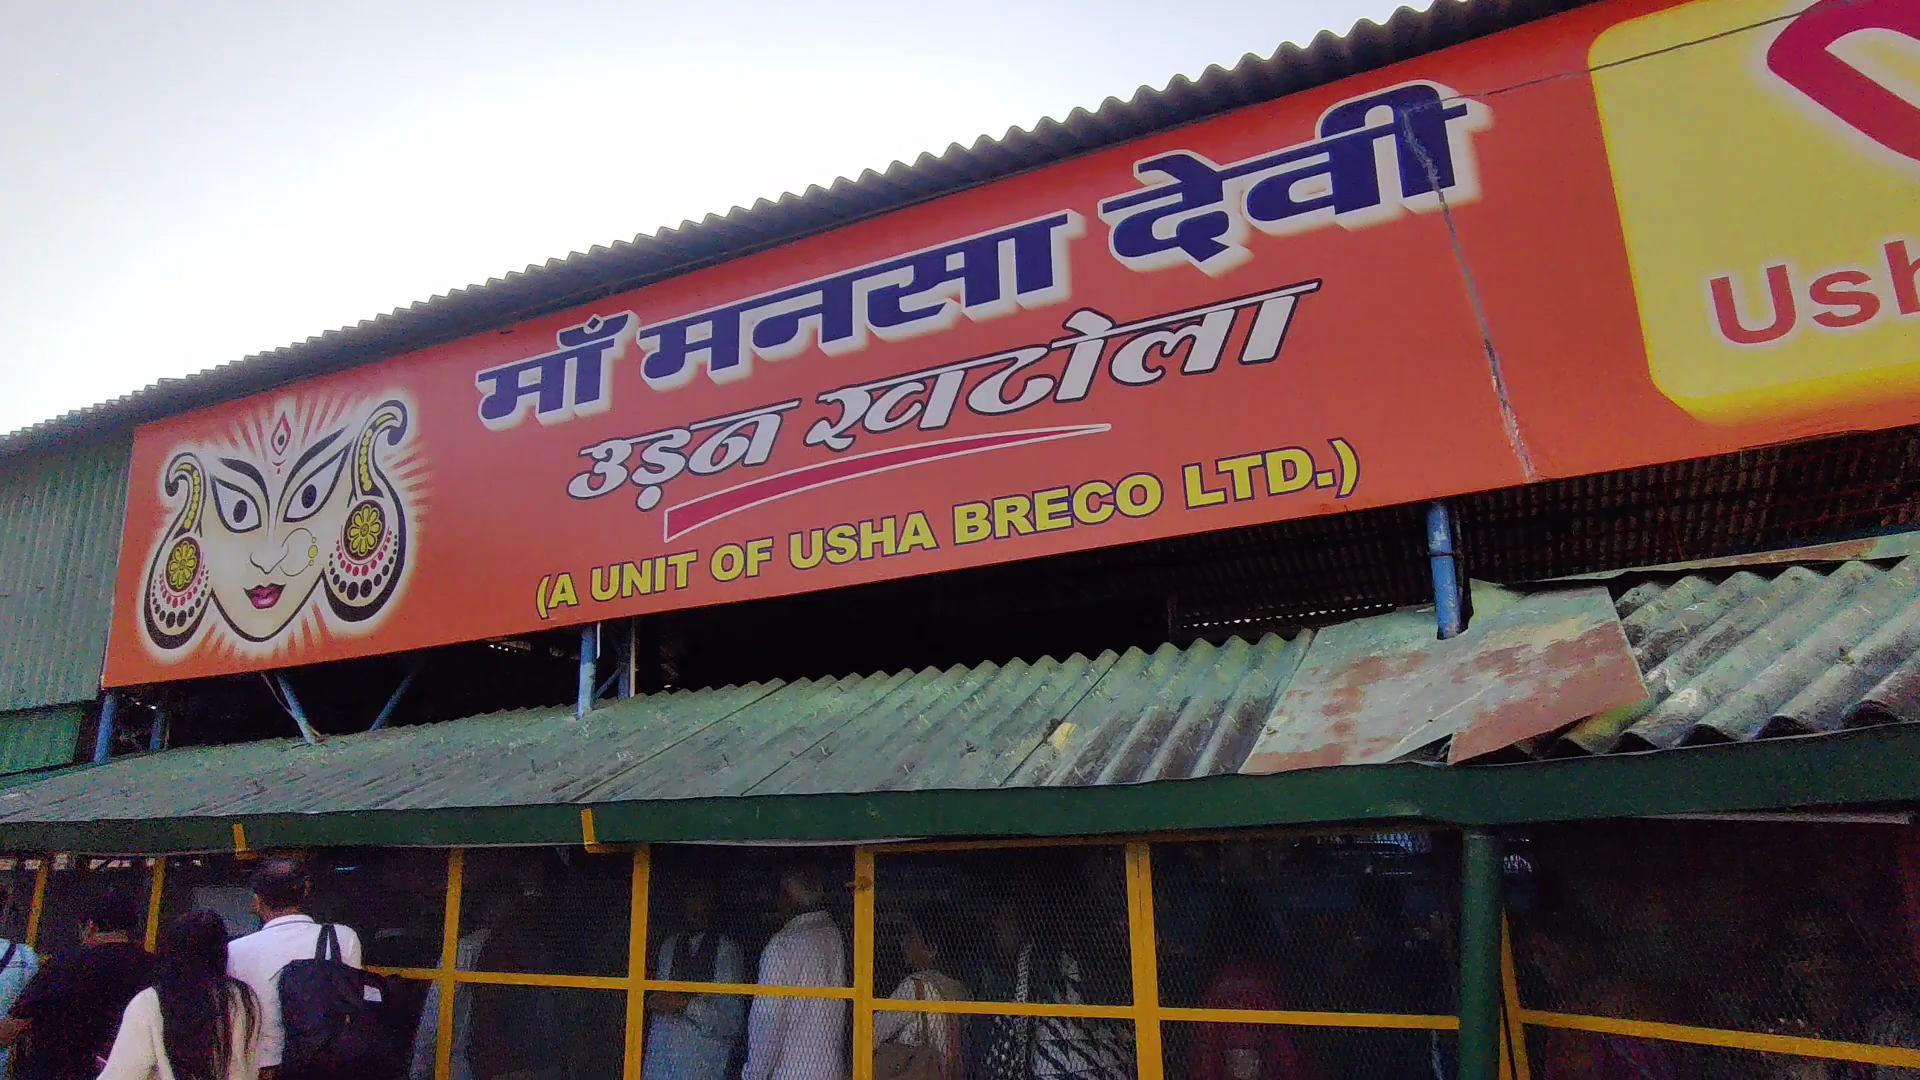 माँ मनसा देवी
उड़न खटोला
(A UNIT OF USHA BRECO LTD.)